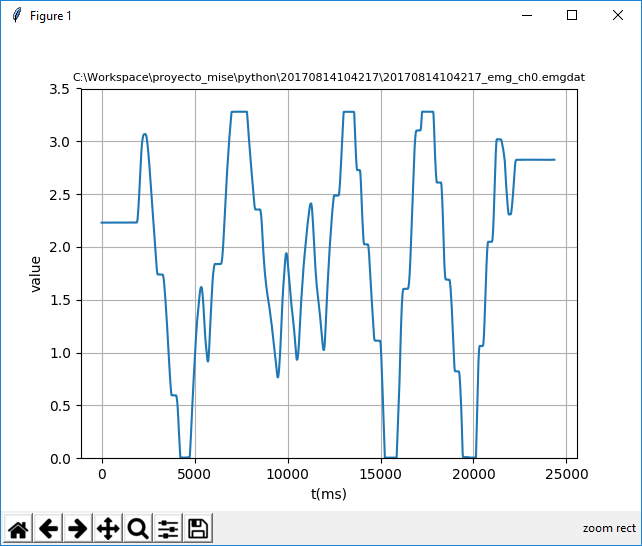 Figure 1
C:\Workspace\proyecto_mise\python\20170814104217\20170814104217_emg_ch0.emgdat
3.5
3.0
2.5
2.0
1.5
1.0
0.5
0.0
value
0
5000
10000
15000
20000
25000
t(ms)
zoom rect